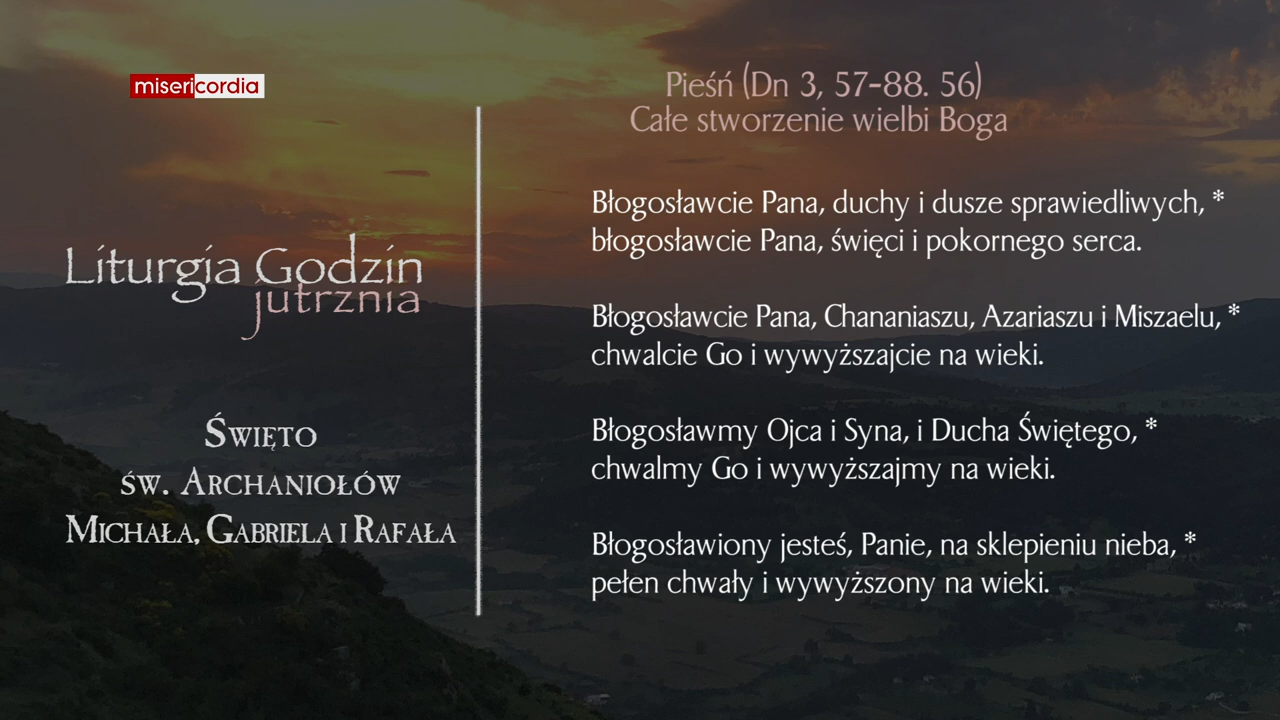 misericordia
Liturgia Godzin
jutrznia
Święto
św. Archaniołów
Michała, Gabriela i Rafała
Pieśń (Dn 3, 57-88. 56)
Całe stworzenie wielbi Boga
Błogosławcie Pana, duchy i dusze sprawiedliwych, *
błogosławcie Pana, święci i pokornego serca.
Błogosławcie Pana, Chananiaszu, Azariaszu i Miszaelu, *
chwalcie Go i wywyższajcie na wieki.
Błogosławmy Ojca i Syna, i Ducha Świętego, *
chwalmy Go i wywyższajmy na wieki.
Błogosławiony jesteś, Panie, na sklepieniu nieba, *
pełen chwały i wywyższony na wieki.